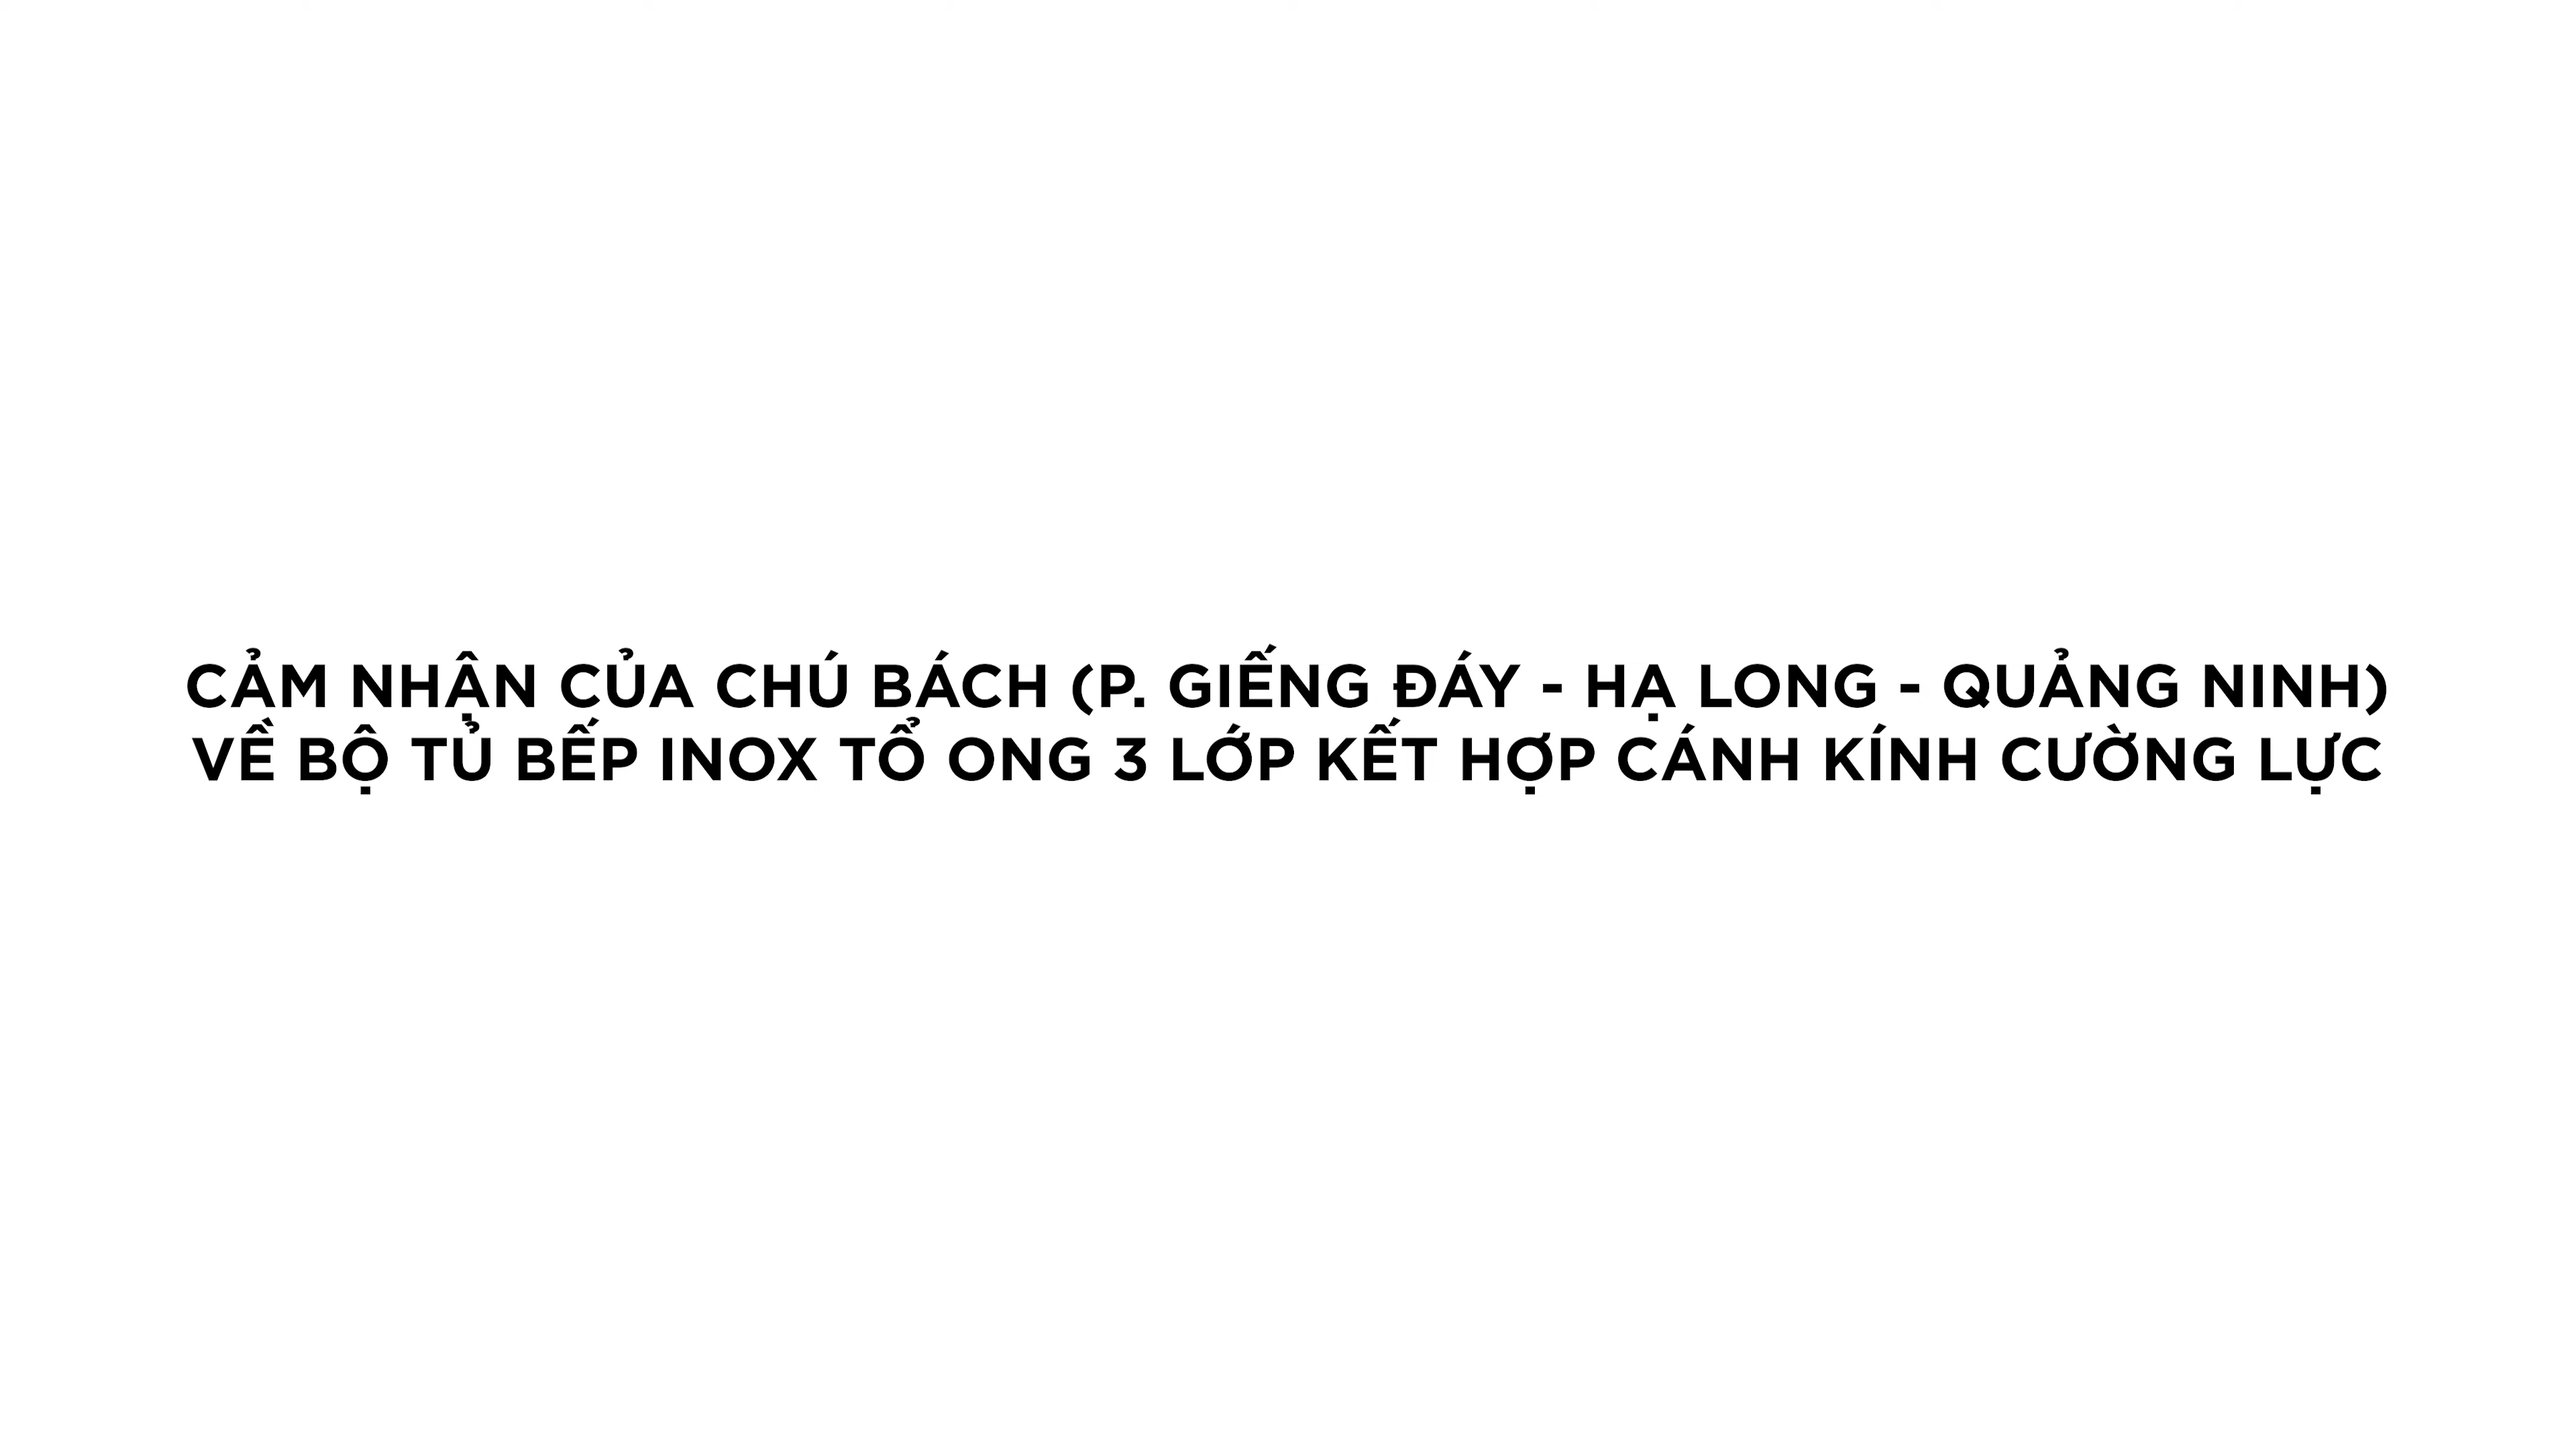 CẢM NHẬN CỦA CHÚ BÁCH (P. GIẾNG ĐÁY - HẠ LONG - QUẢNG NINH)
VỀ BỘ TỦ BẾP INOX TỔ ONG 3 LỚP KẾT HỢP CÁNH KÍNH CƯỜNG LỰC